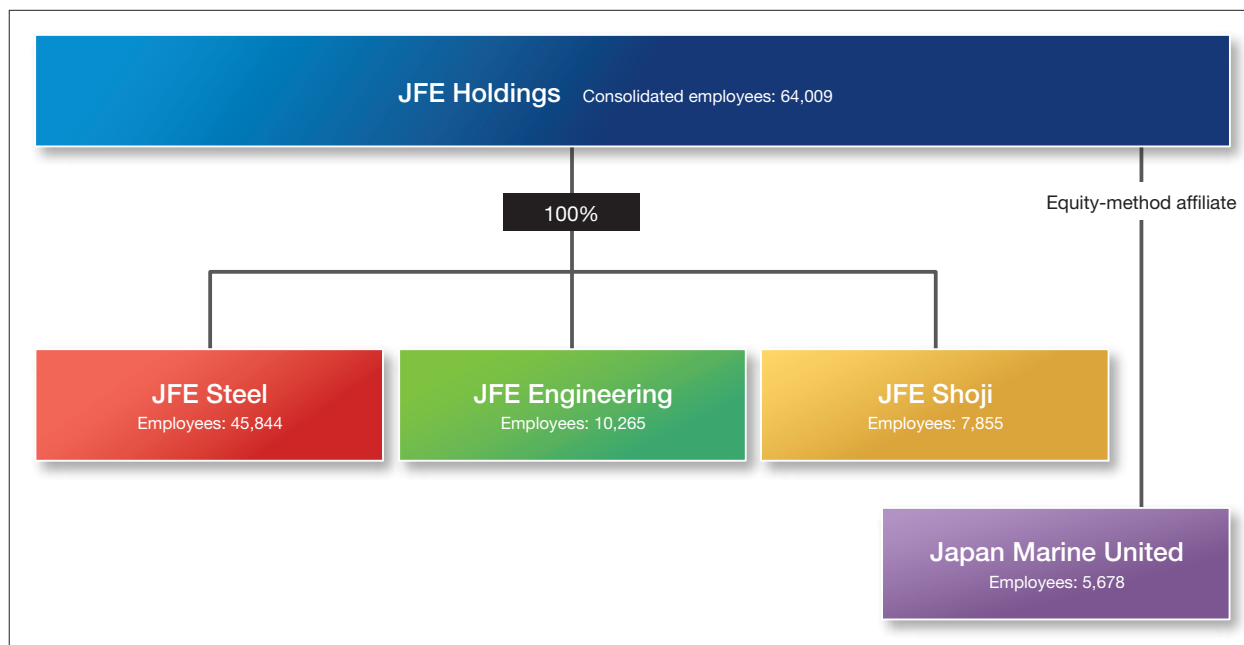 JFE Holdings Consolidated employees: 64,009
100%
Equity-method affiliate
JFE Steel
Employees: 45,844
JFE Engineering
Employees: 10,265
JFE Shoji
Employees: 7,855
Japan Marine United
Employees: 5,678